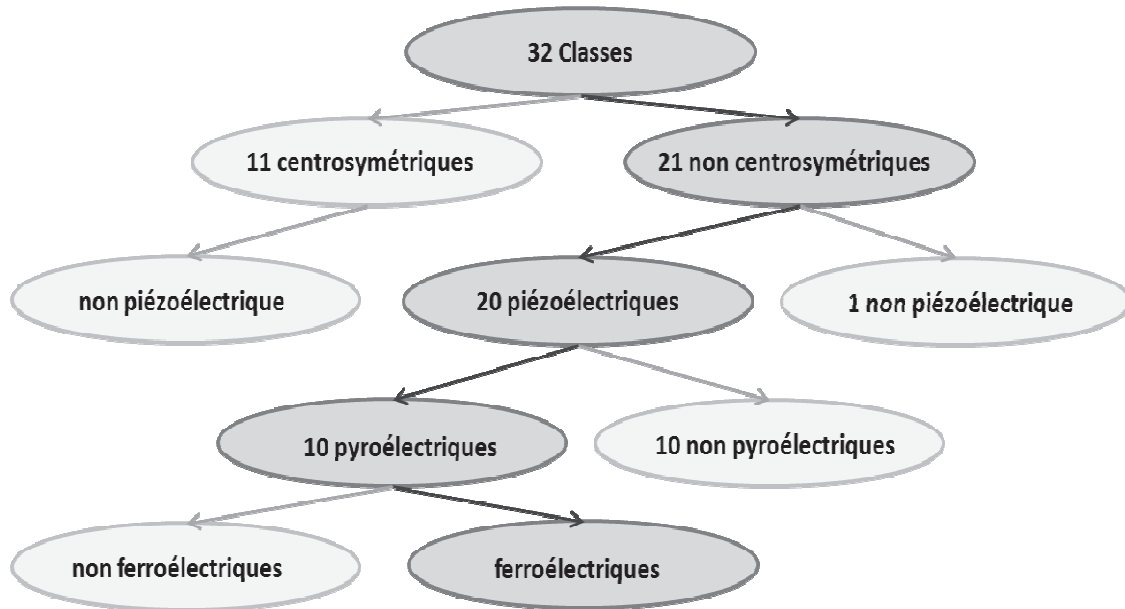 32 Classes
11 centrosymétriques
21 non centrosymétriques
non piézoélectrique
20 piézoélectriques
1 non piézoélectrique
10 pyroélectriques
10 non pyroélectriques
non ferroélectriques
ferroélectriques